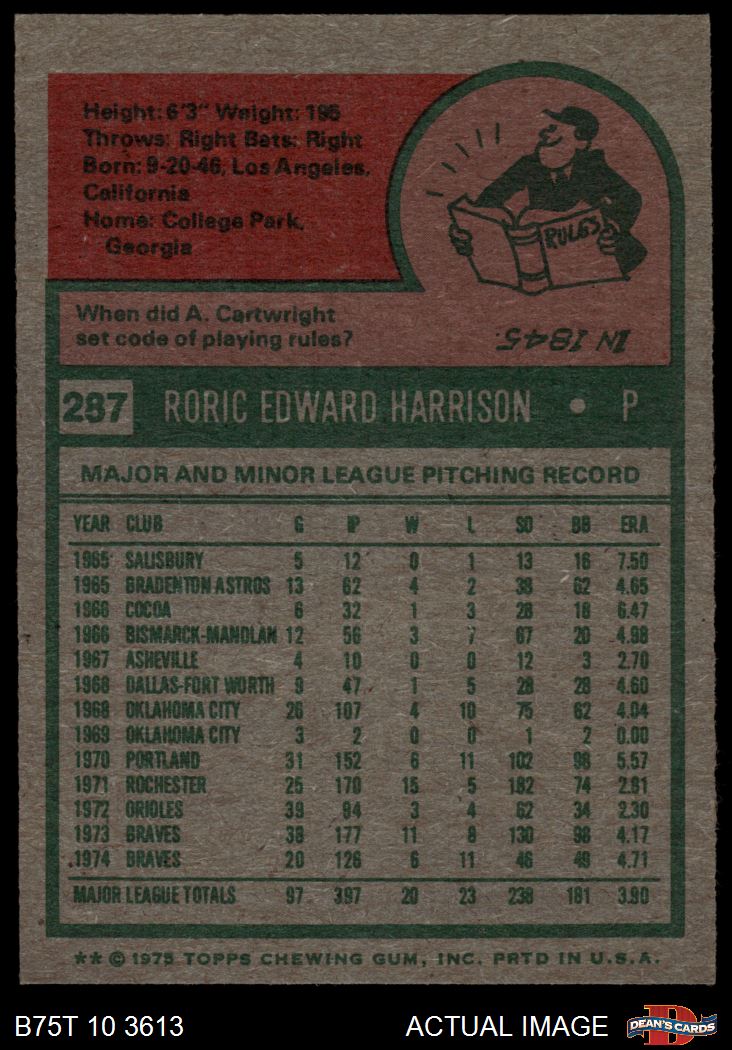 Height: 6'3" Weight: 195
Throws: Right Bats: Right
Born: 9-20-46, Los Angeles,
California
Home: College Park,
Georgia
RULES
When did A. Cartwright
set code of playing rules?
IN 1845.
287 RORIC EDWARD HARRISON • P
MAJOR AND MINOR LEAGUE PITCHING RECORD
YEAR CLUB G IP W L SO BB ERA
1965 SALISBURY 5 12 0 1 13 16 7.50
1965 BRADENTON ASTROS 13 62 4 2 38 62 4.65
1966 COCOA 6 32 1 3 28 18 6.47
1966 BISMARCK-MANDLAN 12 56 3 7 67 20 4.98
1967 ASHEVILLE 4 10 0 0 12 3 2.70
1968 DALLAS-FORT WORTH 9 47 1 5 28 28 4.60
1968 OKLAHOMA CITY 26 107 4 10 75 62 4.04
1969 OKLAHOMA CITY 3 2 0 0 1 2 0.00
1970 PORTLAND 31 152 6 11 102 98 5.57
1971 ROCHESTER 25 170 15 5 182 74 2.81
1972 ORIOLES 39 94 3 4 62 34 2.30
1973 BRAVES 38 177 11 8 130 98 4.17
1974 BRAVES 20 126 6 11 46 49 4.71
MAJOR LEAGUE TOTALS 97 397 20 23 238 181 3.90
** © 1975 TOPPS CHEWING GUM, INC. PRTD IN U.S.A.
B75T 10 3613 ACTUAL IMAGE DEAN'S CARDS